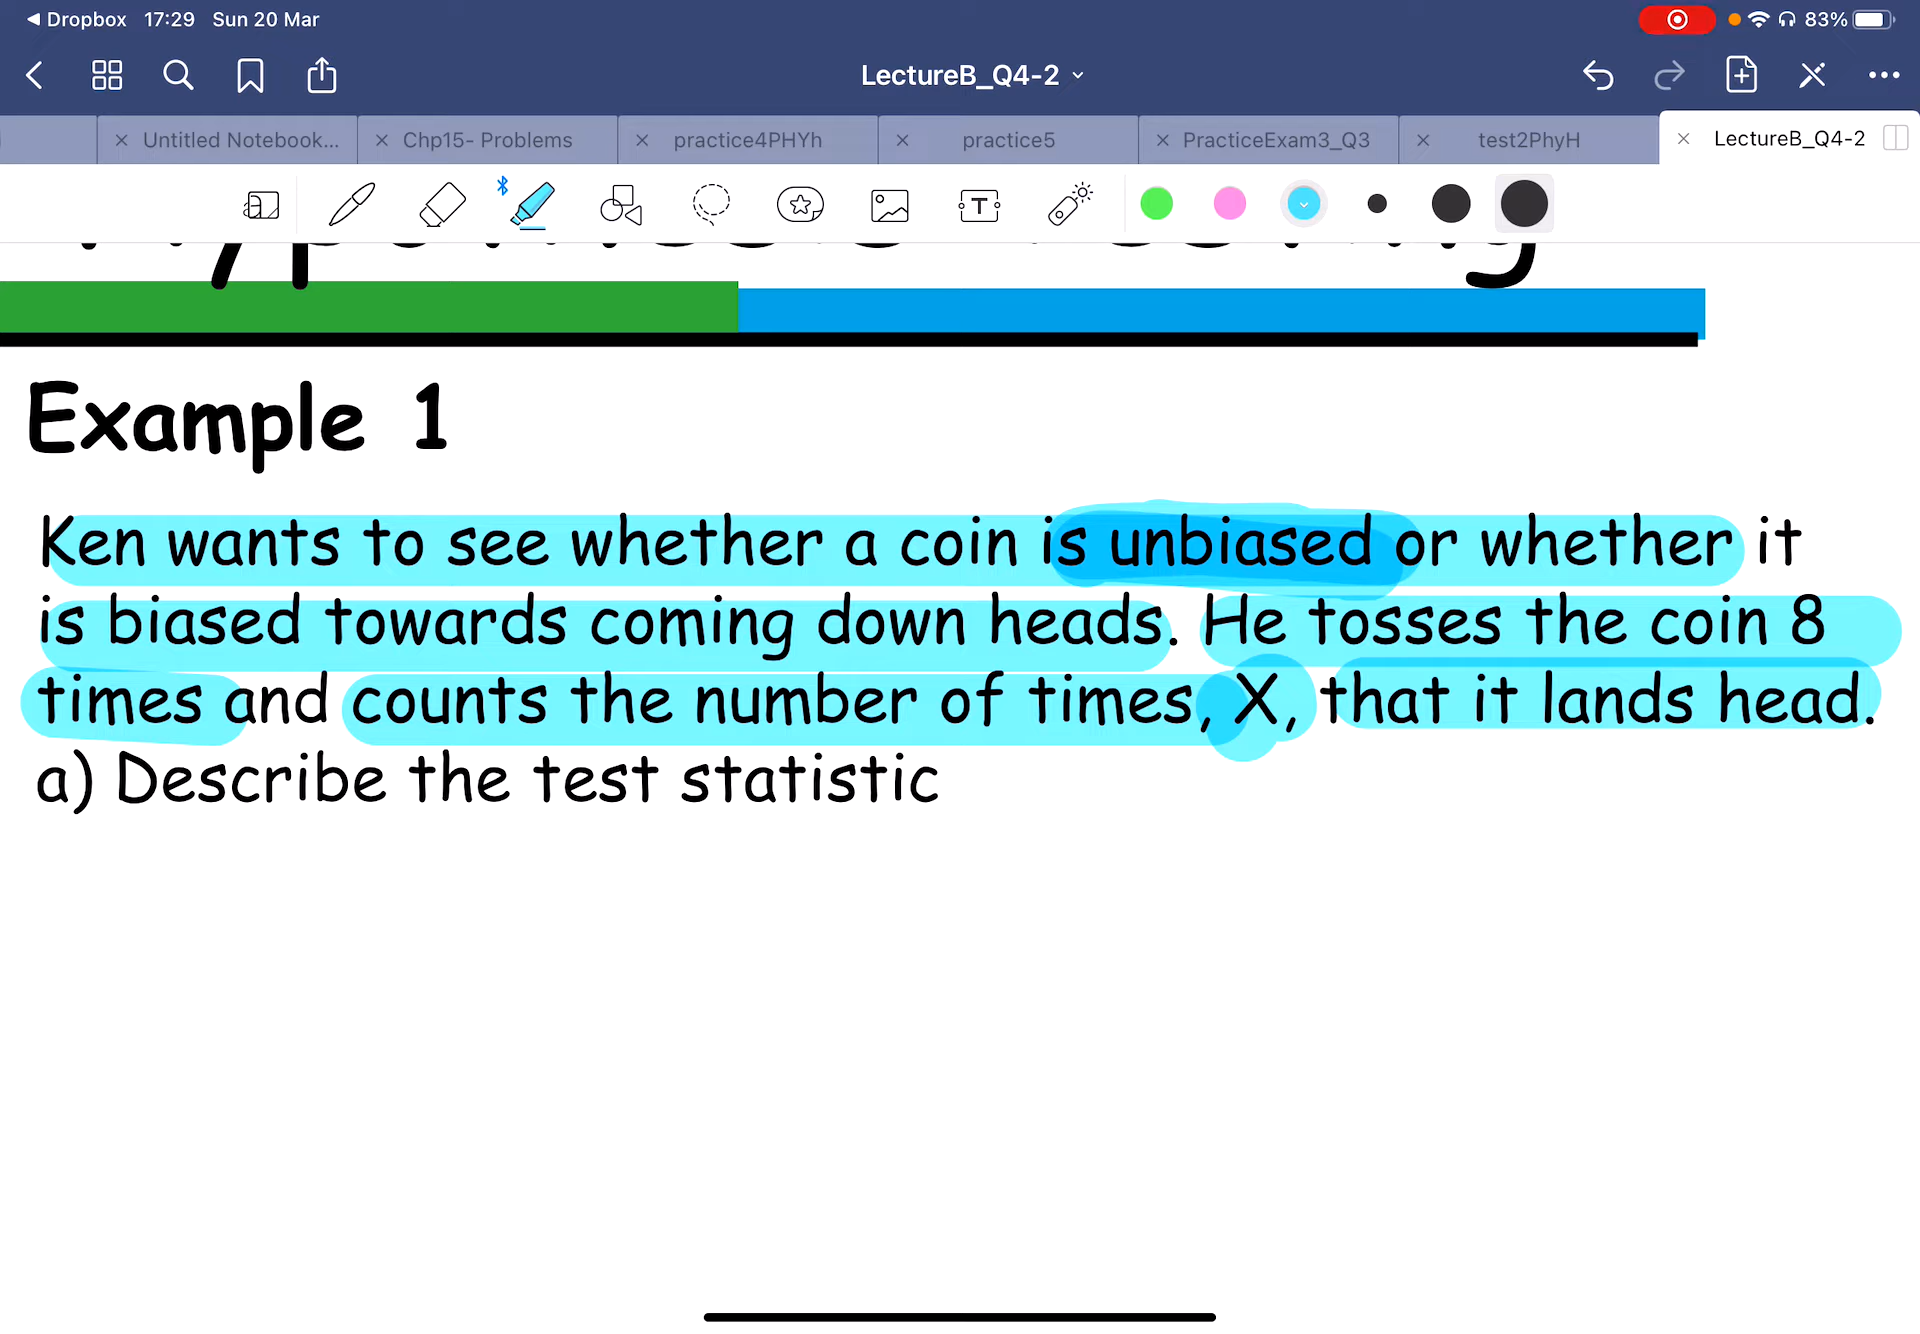 Dropbox 17:29 Sun 20 Mar 83%
LectureB_Q4-2
Untitled Notebook... Chp15- Problems practice4PHYh practice5 PracticeExam3_Q3 test2PhyH LectureB_Q4-2
Example 1
Ken wants to see whether a coin is unbiased or whether it
is biased towards coming down heads. He tosses the coin 8
times and counts the number of times, X, that it lands head.
a) Describe the test statistic